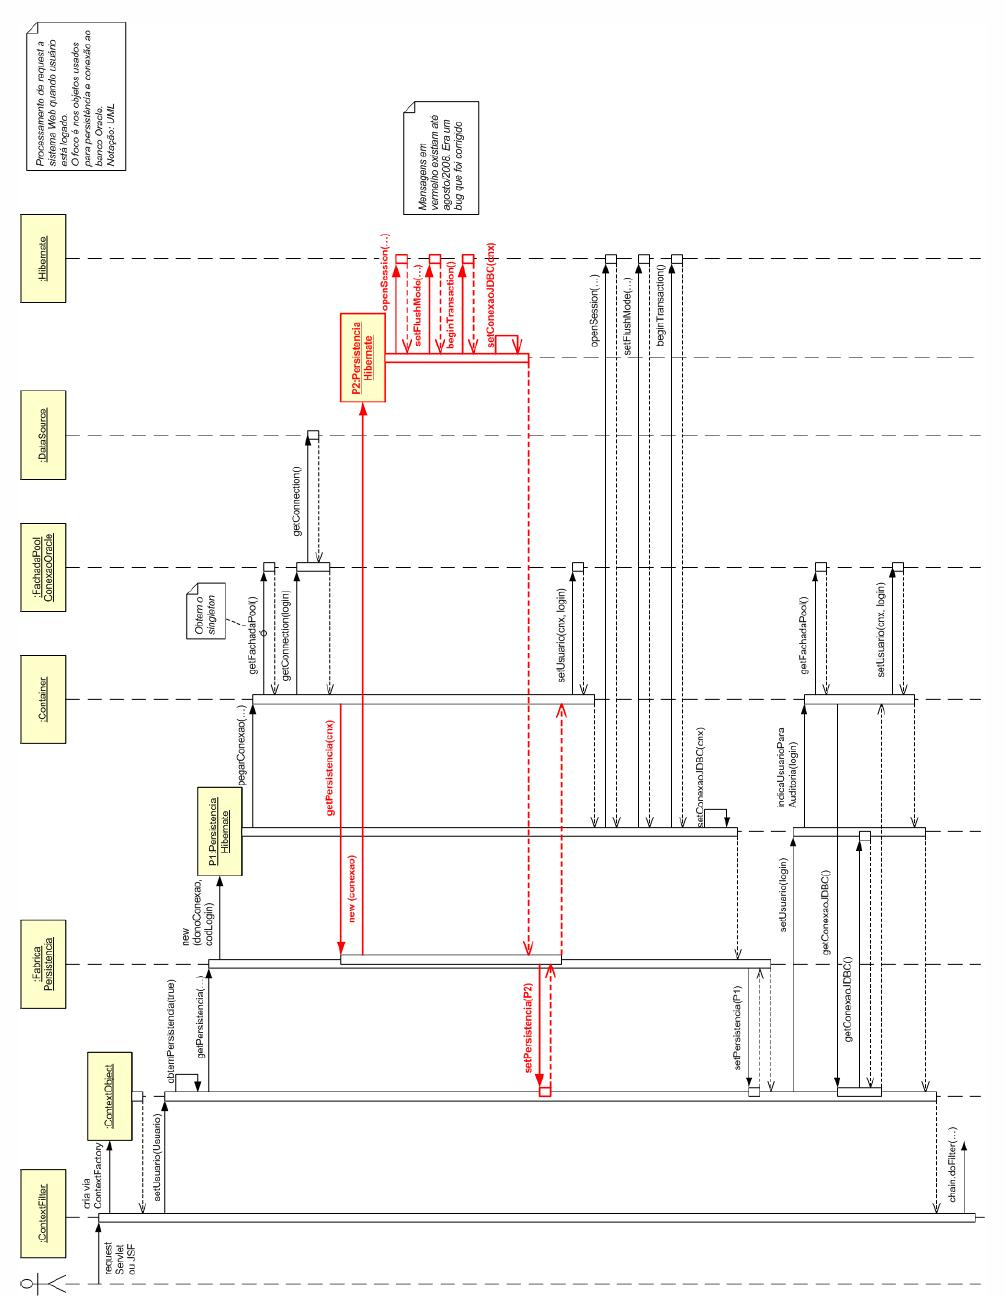 Processamento de request a
sistema Web quando usuário
está logado.
O foco é nos objetos usados
para persistência e conexão ao
banco Oracle.
Notação: UML
Mensagens em
vermelho existiam até
agosto/2008. Era um
bug que foi corrigido
:ContextFilter
:ContextObject
:Fabrica
Persistencia
P1:Persistencia
Hibernate
:Container
:FachadaPool
ConexaoOracle
:DataSource
P2:Persistencia
Hibernate
:Hibernate
request
Servlet
ou JSF
cria via
ContextFactory
setUsuario(Usuario)
obtemPersistencia(true)
getPersistencia(...)
new
(donoConexao,
codLogin)
pegarConexao(...)
getFachadaPool()
Obtem o
singleton
getConnection(login)
getConnection()
getPersistencia(cnx)
new (conexao)
openSession(...)
setFlushMode(...)
beginTransaction()
setConexaoJDBC(cnx)
setPersistencia(P2)
setUsuario(cnx, login)
openSession(...)
setFlushMode(...)
beginTransaction()
setConexaoJDBC(cnx)
setPersistencia(P1)
setUsuario(login)
indicaUsuarioPara
Auditoria(login)
getFachadaPool()
getConexaoJDBC()
getConexaoJDBC()
setUsuario(cnx, login)
chain.doFilter(...)